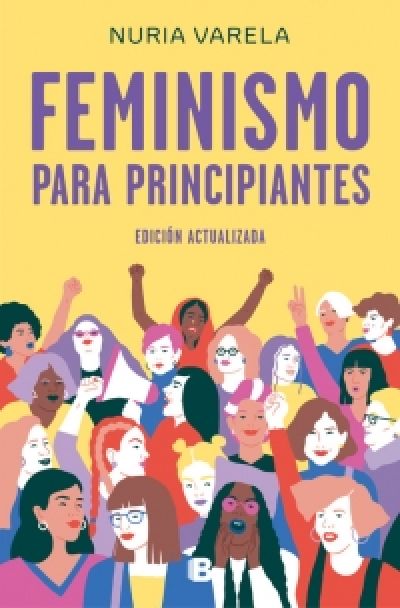 NURIA VARELA
FEMINISMO
PARA PRINCIPIANTES
EDICIÓN ACTUALIZADA
B